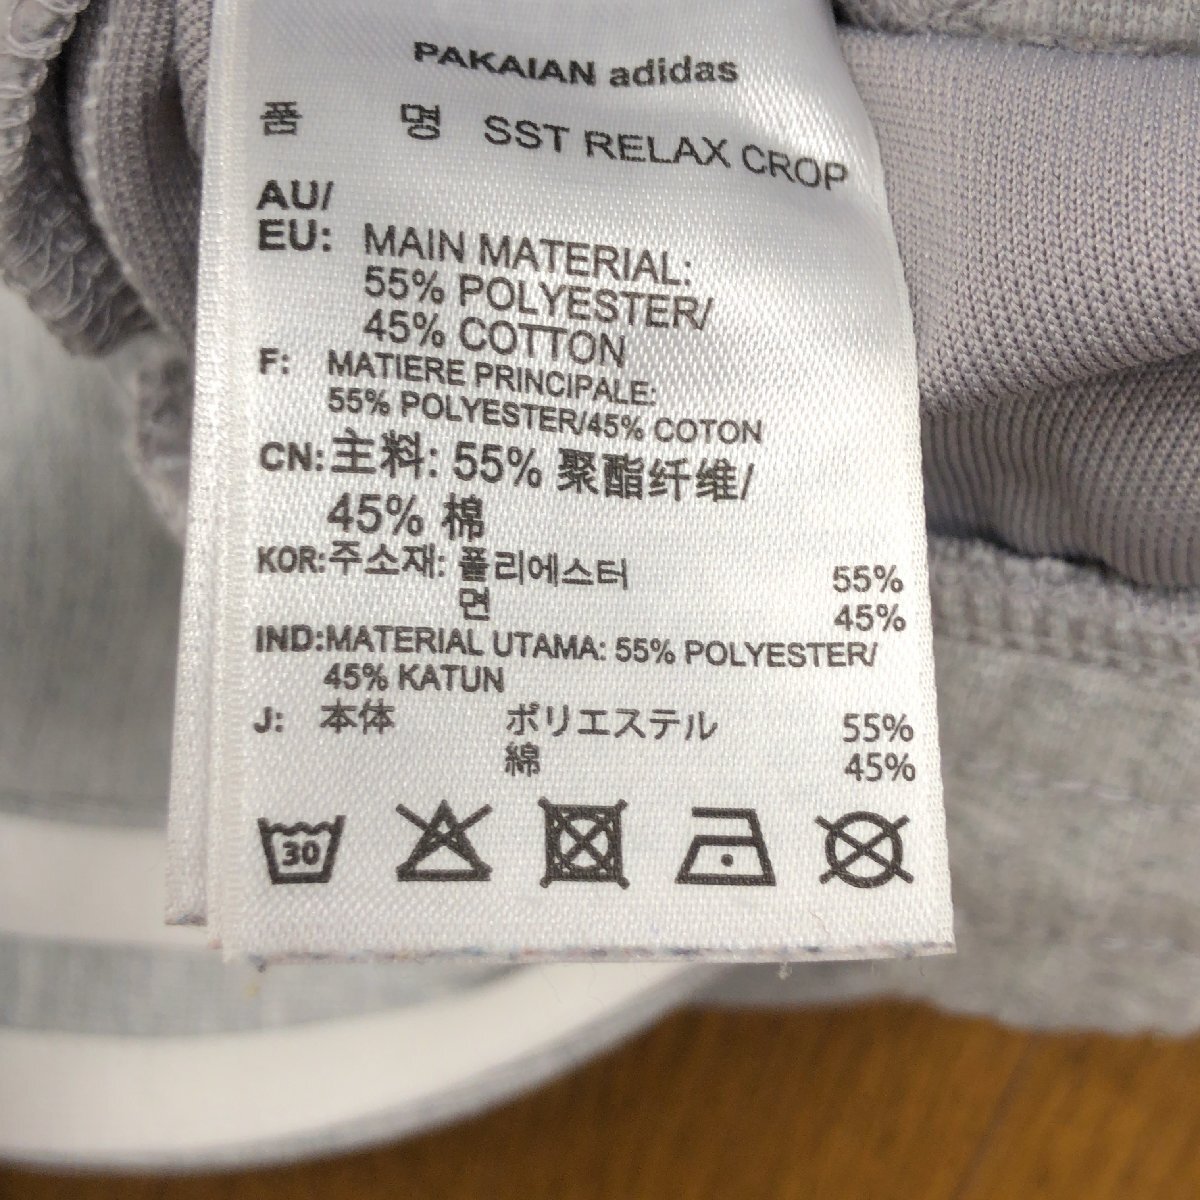 PAKAIAN adidas
품 명 SST RELAX CROP
AU/
EU: MAIN MATERIAL:
55% POLYESTER/
45% COTTON
F: MATIERE PRINCIPALE:
55% POLYESTER/45% COTON
CN:主料: 55% 聚酯纤维/
45% 棉
KOR:주소재: 폴리에스터 55%
면 45%
IND:MATERIAL UTAMA: 55% POLYESTER/
45% KATUN
J: 本体 ポリエステル 55%
綿 45%
30